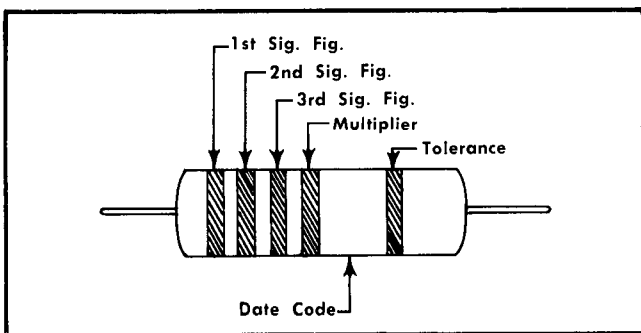 1st Sig. Fig.
2nd Sig. Fig.
3rd Sig. Fig.
Multiplier
Tolerance
Date Code